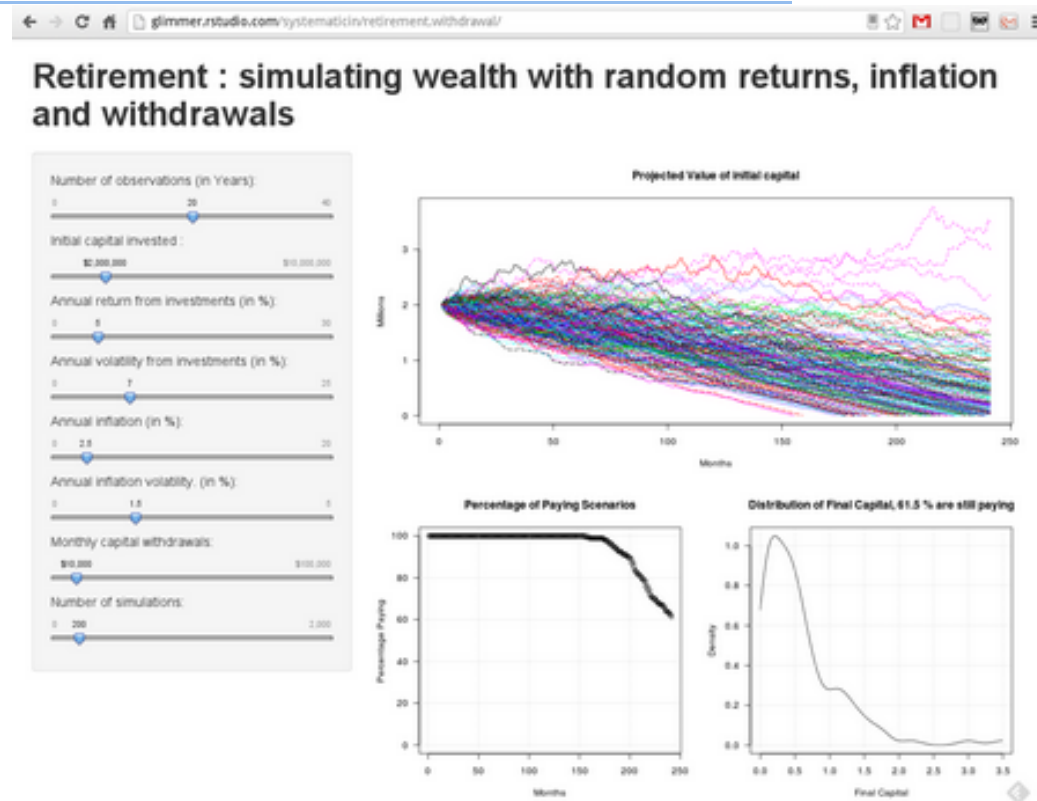 glimmer.rstudio.com/systematicin/retirement.withdrawal/
Retirement : simulating wealth with random returns, inflation
and withdrawals
Number of observations (in Years):
0 20 40
Initial capital invested :
$2,000,000 $10,000,000
Annual return from investments (in %):
0 5 30
Annual volatility from investments (in %):
0 7 25
Annual inflation (in %):
0 2.5 20
Annual inflation volatility. (in %):
0 1.5 5
Monthly capital withdrawals:
$10,000 $100,000
Number of simulations:
0 200 2,000
Projected Value of initial capital
Millions
3
2
1
0
0 50 100 150 200 250
Months
Percentage of Paying Scenarios
Percentage Paying
100
80
60
40
20
0
0 50 100 150 200 250
Months
Distribution of Final Capital, 61.5 % are still paying
Density
1.0
0.8
0.6
0.4
0.2
0.0
0.0 0.5 1.0 1.5 2.0 2.5 3.0 3.5
Final Capital